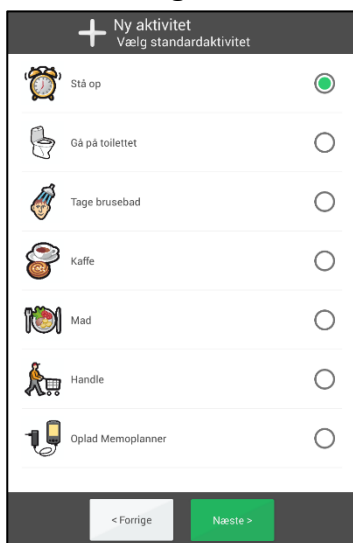 Ny aktivitet
Vælg standardaktivitet
Stå op
Gå på toilettet
Tage brusebad
Kaffe
Mad
Handle
Oplad Memoplanner
< Forrige
Næste >